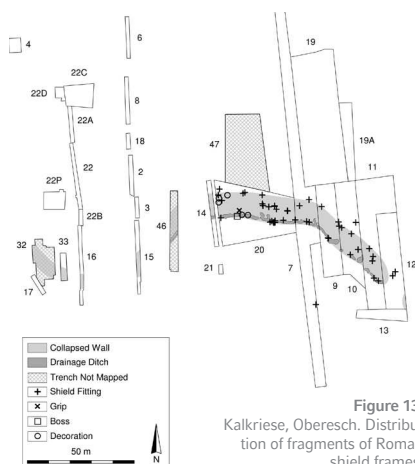 4
6
19
22C
22D
8
22A
47
19A
18
11
22
2
22P
14
3
22B
46
20
32
33
16
12
15
21
7
9
10
17
13
Collapsed Wall
Drainage Ditch
Trench Not Mapped
Shield Fitting
Grip
Boss
Decoration
50 m
N
Figure 13
Kalkriese, Oberesch. Distribu
tion of fragments of Roma
shield frames